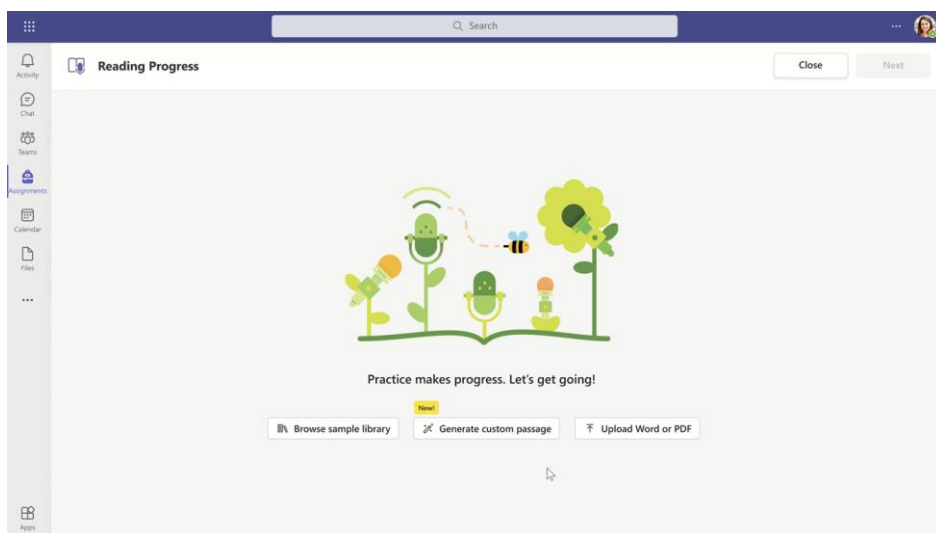 Search
...
Activity
Chat
Teams
Assignments
Calendar
Files
...
Apps
Reading Progress
Close
Next
Practice makes progress. Let's get going!
New!
Browse sample library
Generate custom passage
Upload Word or PDF